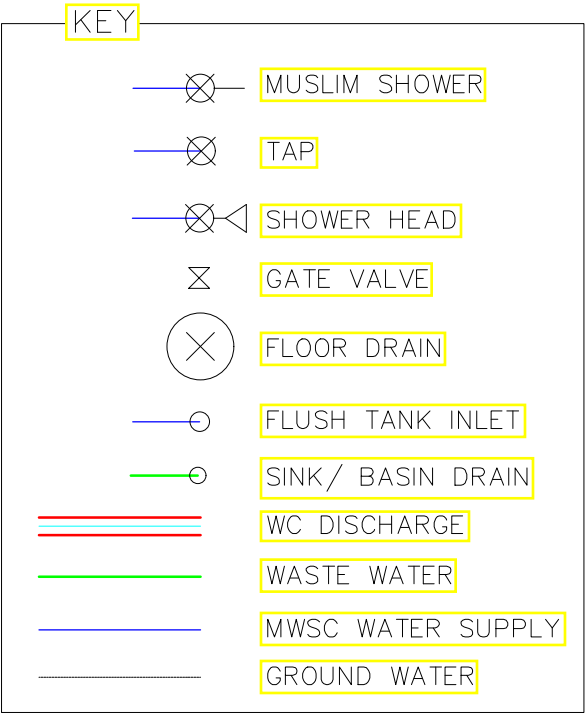 KEY
MUSLIM SHOWER
TAP
SHOWER HEAD
GATE VALVE
FLOOR DRAIN
FLUSH TANK INLET
SINK/ BASIN DRAIN
WC DISCHARGE
WASTE WATER
MWSC WATER SUPPLY
GROUND WATER